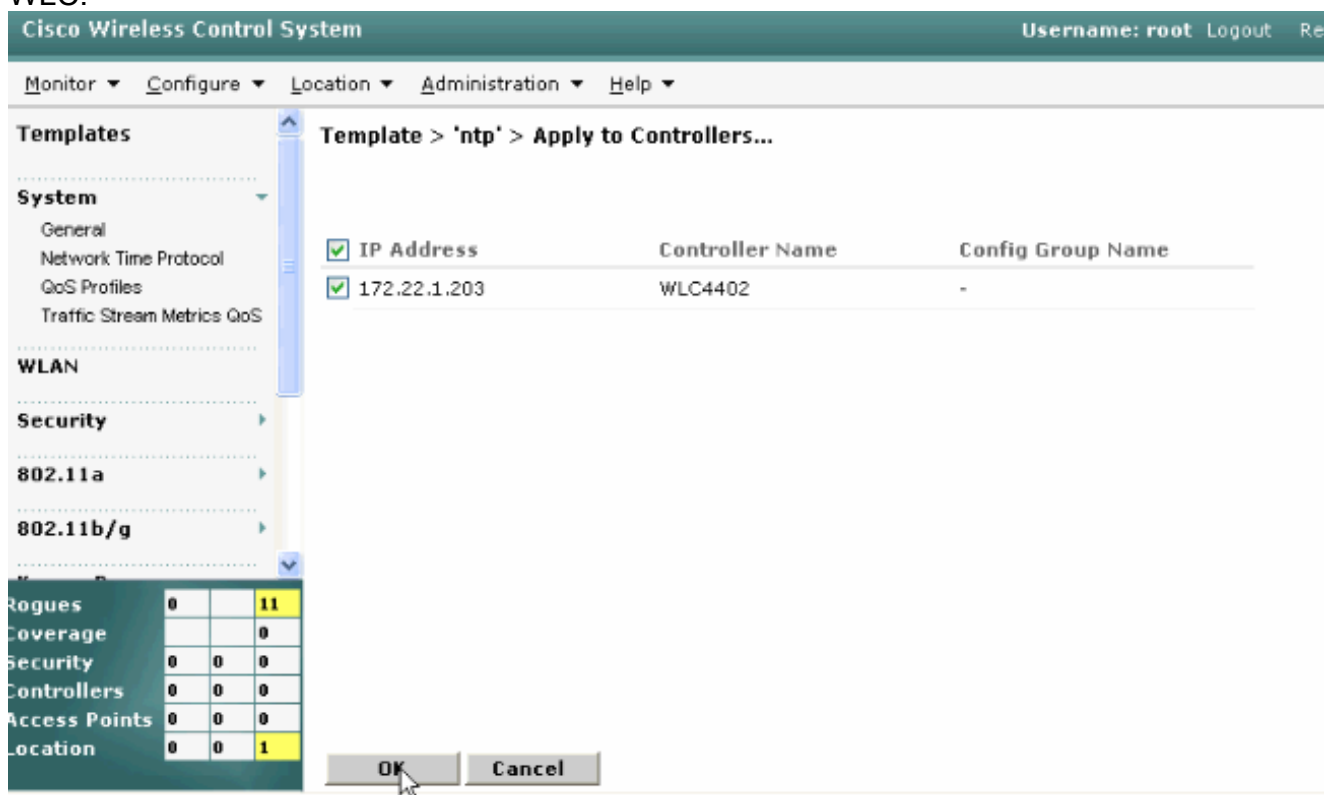 WLC.
Cisco Wireless Control System Username: root Logout Re
Monitor Configure Location Administration Help
Templates
Template > 'ntp' > Apply to Controllers...
System
General
Network Time Protocol
QoS Profiles
Traffic Stream Metrics QoS
WLAN
Security
802.11a
802.11b/g
IP Address Controller Name Config Group Name
172.22.1.203 WLC4402 -
Rogues 0 11
Coverage 0
Security 0 0 0
Controllers 0 0 0
Access Points 0 0 0
Location 0 0 1
OK Cancel